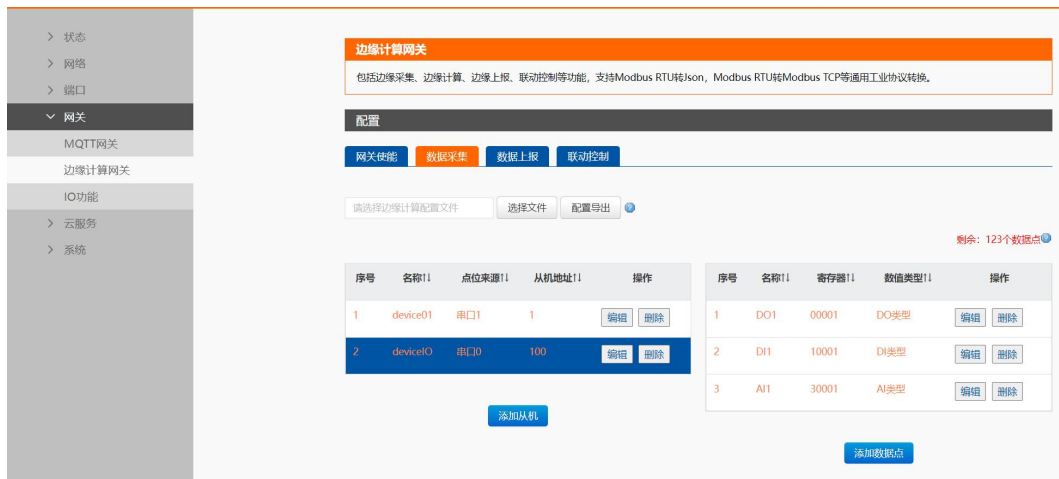 状态
网络
端口
网关
MQTT网关
边缘计算网关
IO功能
云服务
系统
边缘计算网关
包括边缘采集、边缘计算、边缘上报、联动控制等功能，支持Modbus RTU转Json，Modbus RTU转Modbus TCP等通用工业协议转换。
配置
网关使能 数据采集 数据上报 联动控制
请选择边缘计算配置文件 选择文件 配置导出
剩余：123个数据点
序号 名称↑↓ 点位来源↑↓ 从机地址↑↓ 操作
1 device01 串口1 1 编辑 删除
2 deviceIO 串口0 100 编辑 删除
添加从机
序号 名称↑↓ 寄存器↑↓ 数值类型↑↓ 操作
1 DO1 00001 DO类型 编辑 删除
2 DI1 10001 DI类型 编辑 删除
3 AI1 30001 AI类型 编辑 删除
添加数据点